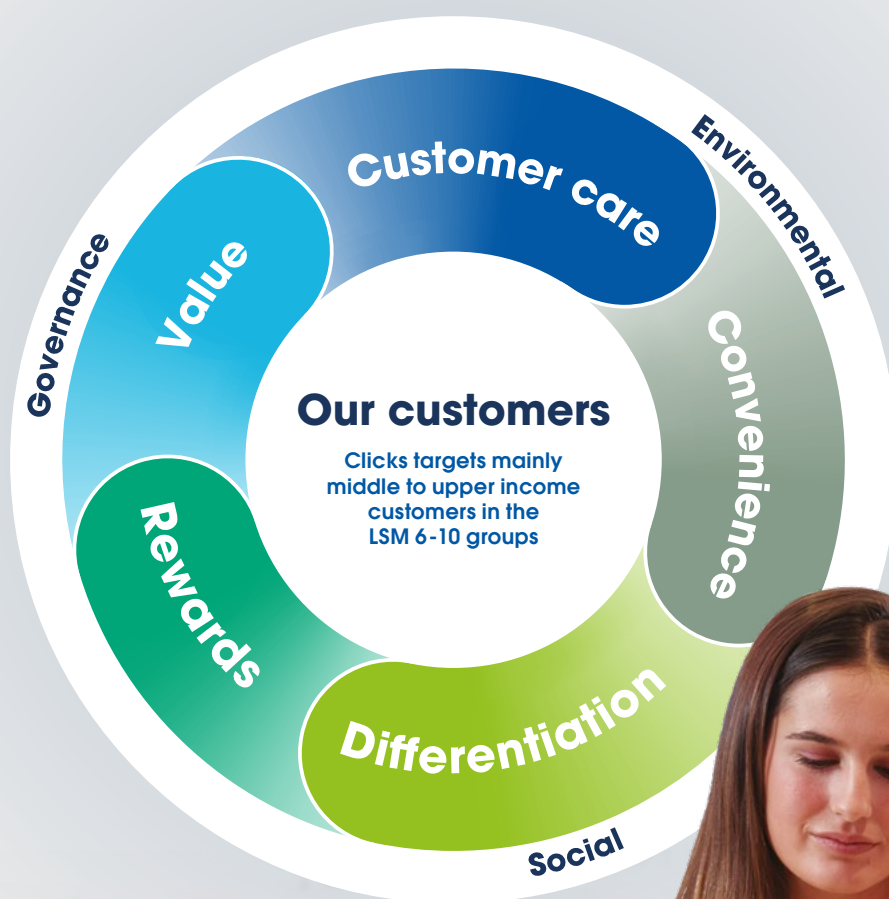 Customer care
Environmental
Convenience
Differentiation
Social
Rewards
Value
Governance
Our customers
Clicks targets mainly
middle to upper income
customers in the
LSM 6-10 groups